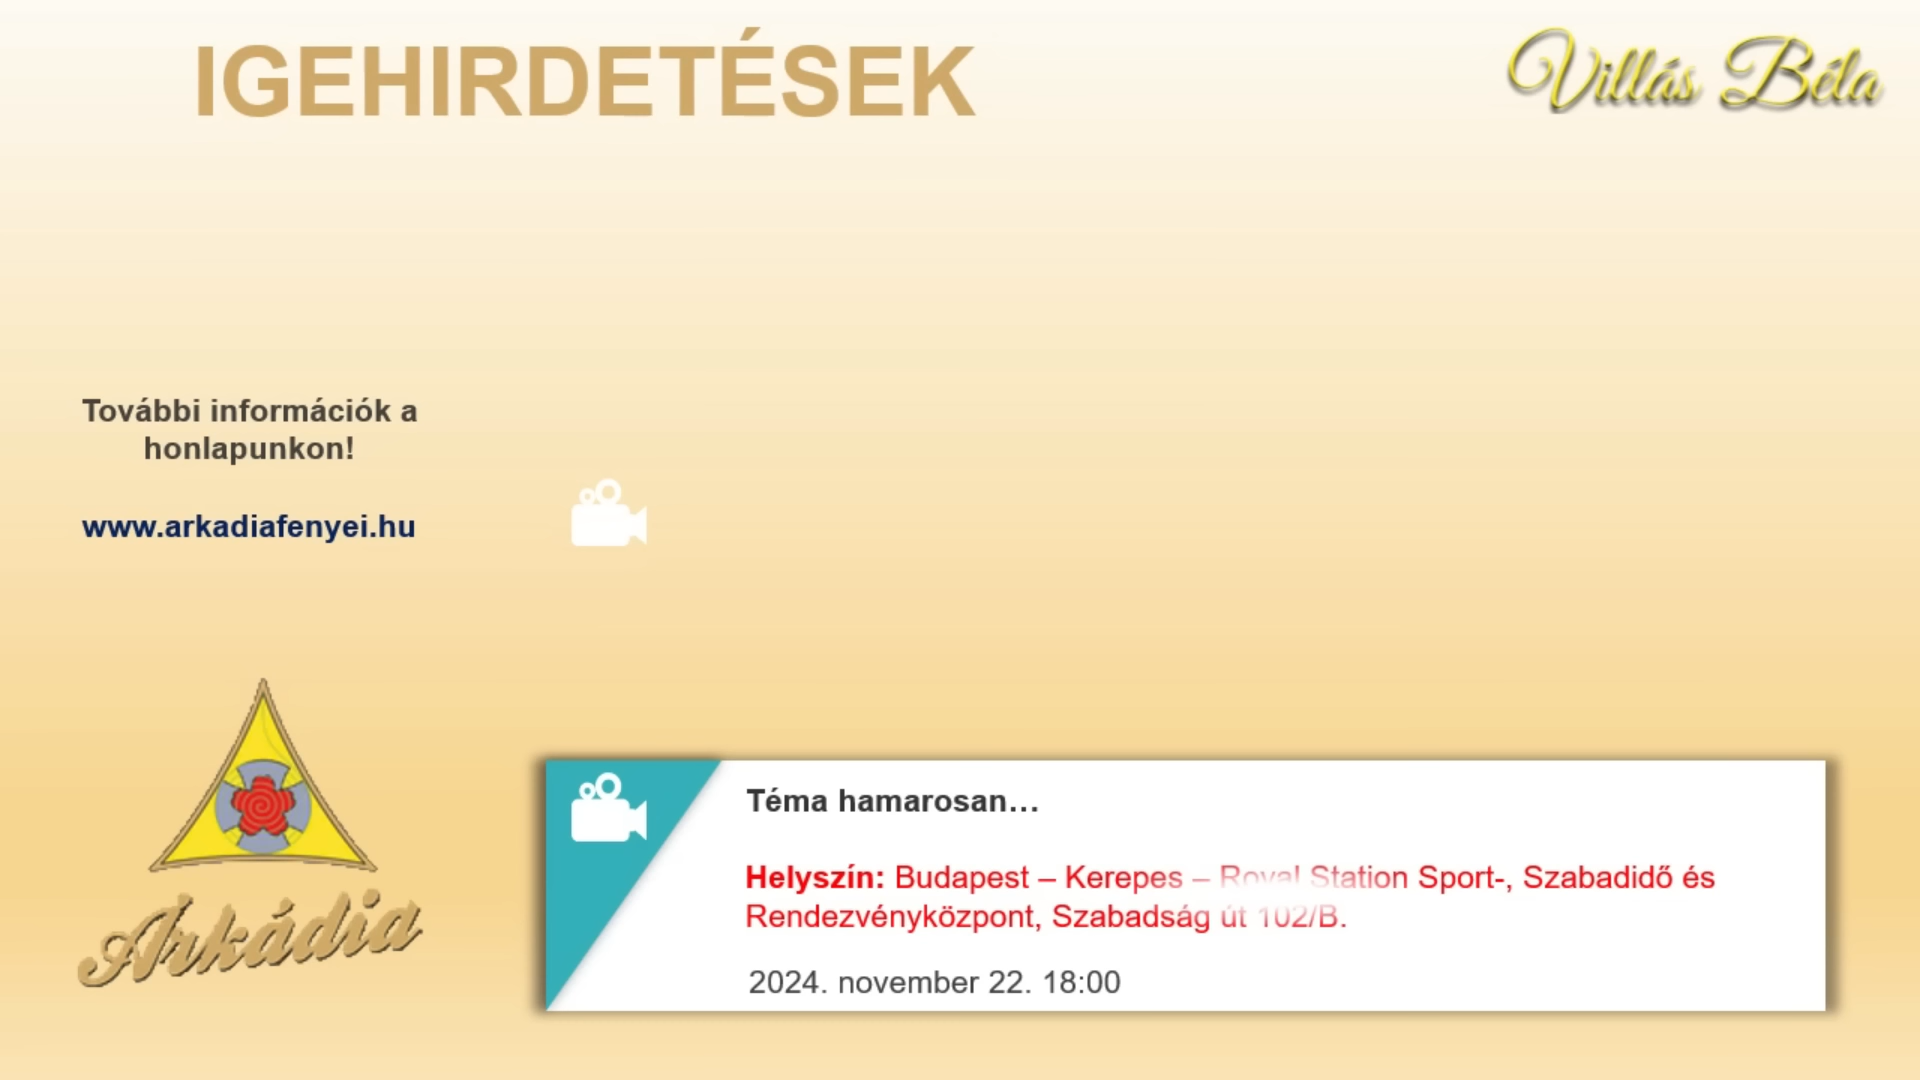 IGEHIRDETÉSEK
Villás Béla
További információk a
honlapunkon!
www.arkadiafenyei.hu
Arkádia
Téma hamarosan…
Helyszín: Budapest – Kerepes – Royal Station Sport-, Szabadidő és
Rendezvényközpont, Szabadság út 102/B.
2024. november 22. 18:00